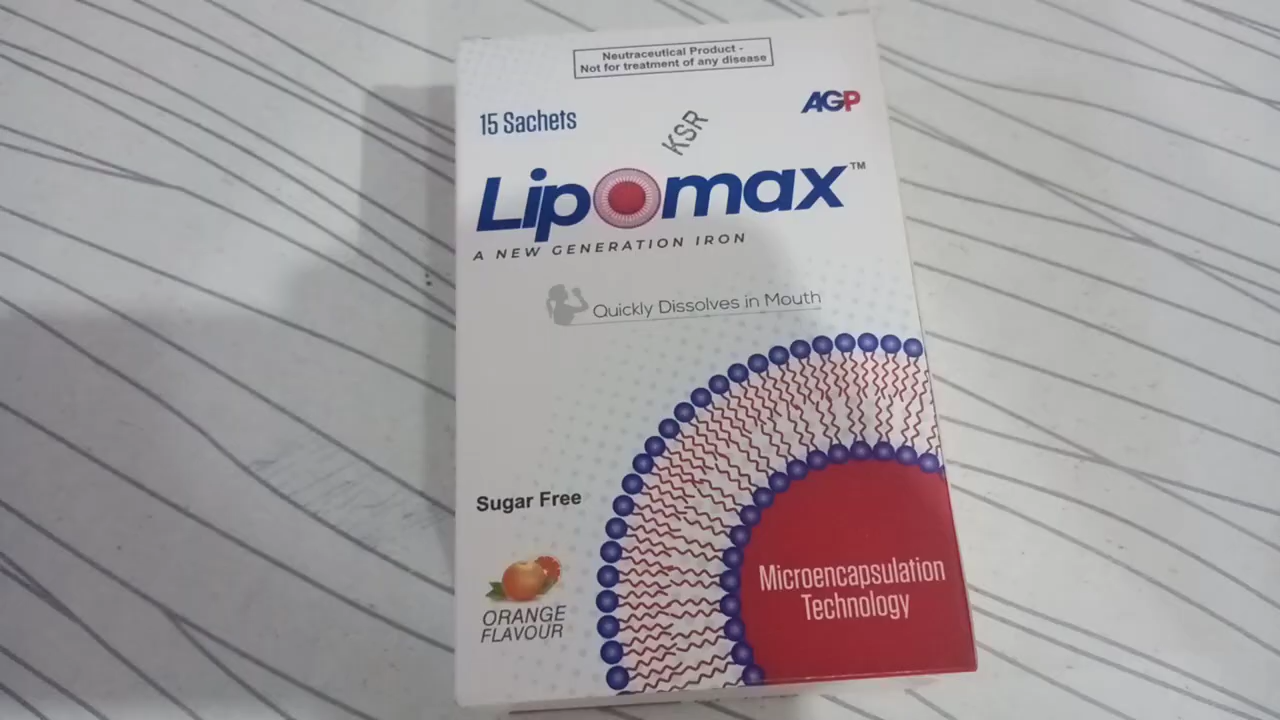 Neutraceutical Product -
Not for treatment of any disease
15 Sachets
AGP
KSR
Lipomax™
A NEW GENERATION IRON
Quickly Dissolves in Mouth
Sugar Free
ORANGE
FLAVOUR
Microencapsulation
Technology